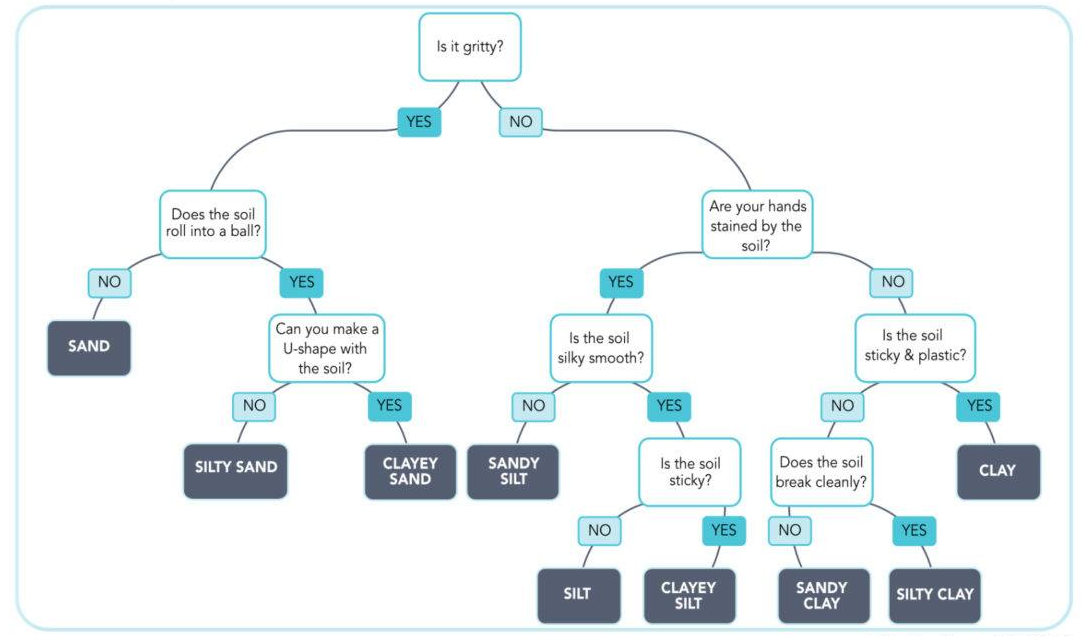 Is it gritty?
YES
NO
Does the soil
roll into a ball?
Are your hands
stained by the
soil?
NO
YES
YES
NO
SAND
Can you make a
U-shape with
the soil?
Is the soil
silky smooth?
Is the soil
sticky & plastic?
NO
YES
NO
YES
NO
YES
SILTY SAND
CLAYEY
SAND
SANDY
SILT
Is the soil
sticky?
Does the soil
break cleanly?
CLAY
NO
YES
NO
YES
SILT
CLAYEY
SILT
SANDY
CLAY
SILTY CLAY